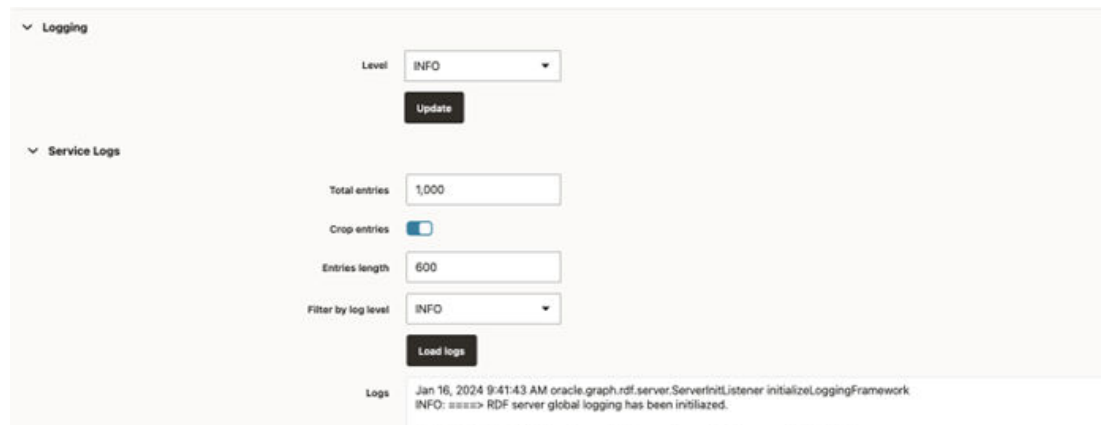 Logging
Level INFO
Update
Service Logs
Total entries 1,000
Crop entries
Entries length 600
Filter by log level INFO
Load logs
Logs Jan 16, 2024 9:41:43 AM oracle.graph.rdf.server.ServerInitListener initializeLoggingFramework
INFO: ====> RDF server global logging has been initiliazed.